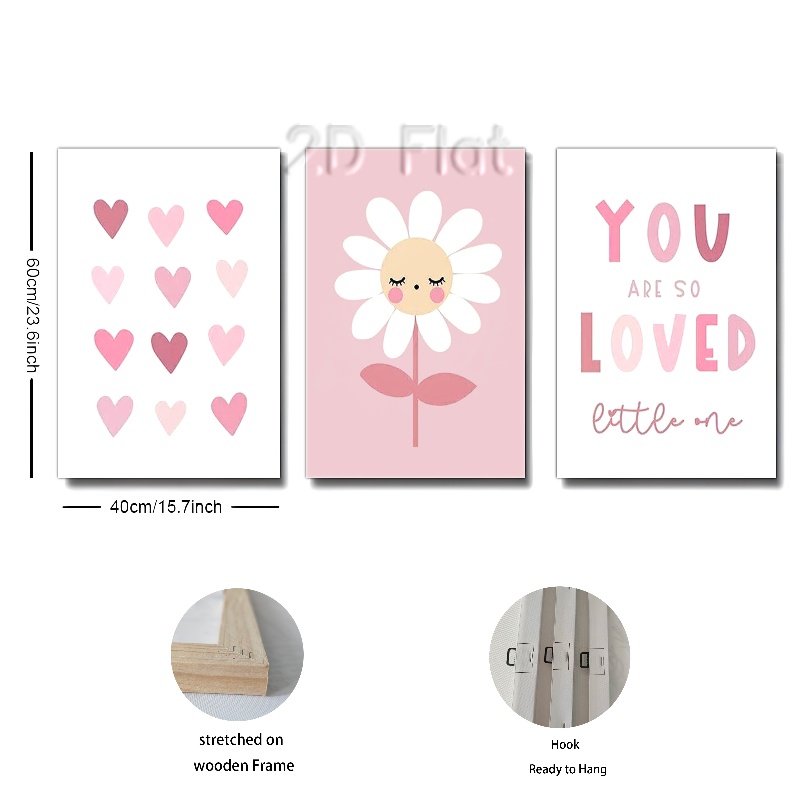 2D Flat
60cm/23.6inch
YOU
ARE SO
LOVED
little one
40cm/15.7inch
stretched on
wooden Frame
Hook
Ready to Hang